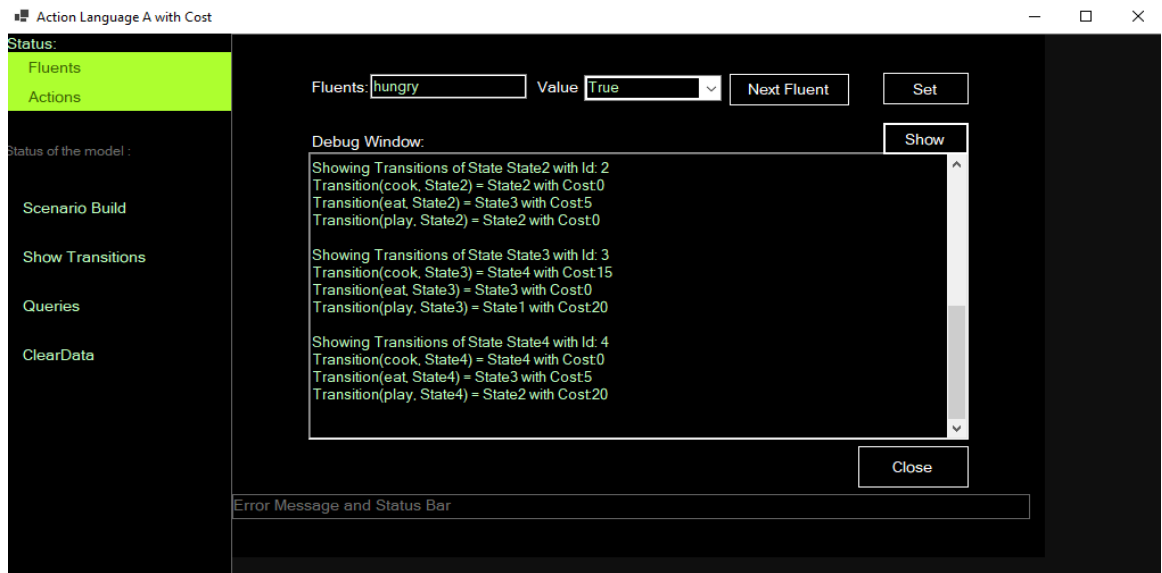 Action Language A with Cost
Status:
Fluents
Actions
Status of the model :
Scenario Build
Show Transitions
Queries
ClearData
Fluents: hungry Value True Next Fluent Set
Debug Window: Show
Showing Transitions of State State2 with Id: 2
Transition(cook, State2) = State2 with Cost:0
Transition(eat, State2) = State3 with Cost:5
Transition(play, State2) = State2 with Cost:0
Showing Transitions of State State3 with Id: 3
Transition(cook, State3) = State4 with Cost:15
Transition(eat, State3) = State3 with Cost:0
Transition(play, State3) = State1 with Cost:20
Showing Transitions of State State4 with Id: 4
Transition(cook, State4) = State4 with Cost:0
Transition(eat, State4) = State3 with Cost:5
Transition(play, State4) = State2 with Cost:20
Close
Error Message and Status Bar